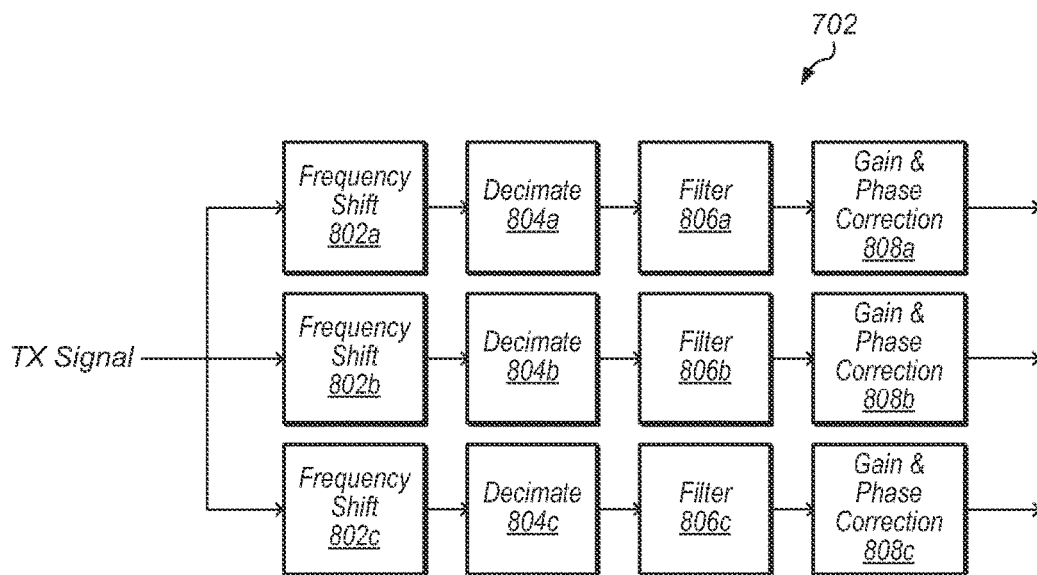 702
Frequency
Shift
802a
Decimate
804a
Filter
806a
Gain &
Phase
Correction
808a
TX Signal
Frequency
Shift
802b
Decimate
804b
Filter
806b
Gain &
Phase
Correction
808b
Frequency
Shift
802c
Decimate
804c
Filter
806c
Gain &
Phase
Correction
808c